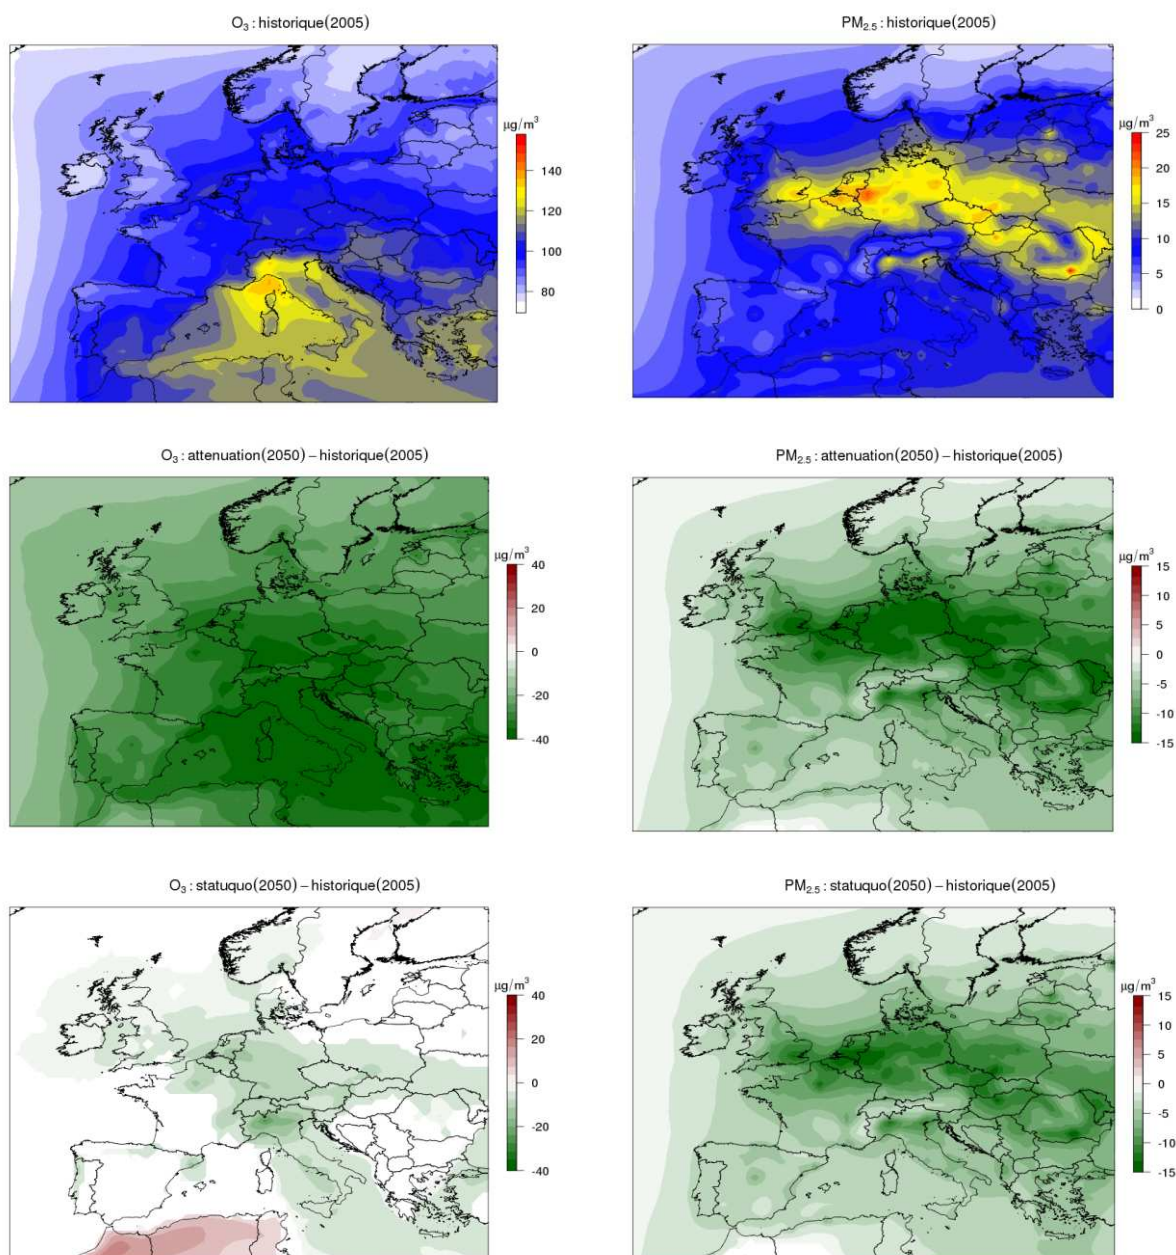 O₃ : historique(2005)
µg/m³
140
120
100
80
PM₂.₅ : historique(2005)
µg/m³
25
20
15
10
5
0
O₃ : attenuation(2050) – historique(2005)
µg/m³
40
20
0
-20
-40
PM₂.₅ : attenuation(2050) – historique(2005)
µg/m³
15
10
5
0
-5
-10
-15
O₃ : statuquo(2050) – historique(2005)
µg/m³
40
20
0
-20
-40
PM₂.₅ : statuquo(2050) – historique(2005)
µg/m³
15
10
5
0
-5
-10
-15